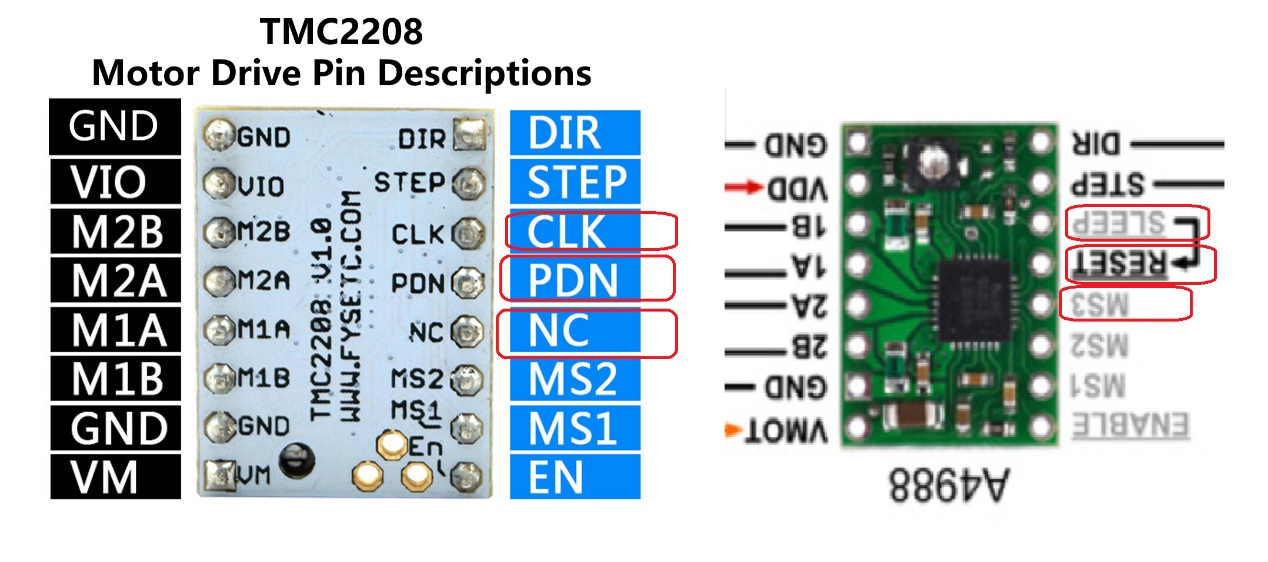 TMC2208
Motor Drive Pin Descriptions
GND
VIO
M2B
M2A
M1A
M1B
GND
VM
GND
VIO
M2B
M2A
M1A
M1B
GND
VM
TMC2208 V1.0
WWW.FYSETC.COM
DIR
STEP
CLK
PDN
NC
MS2
MS1
En
DIR
STEP
CLK
PDN
NC
MS2
MS1
EN
GND
VDD
1B
1A
2A
2B
GND
VMOT
DIR
STEP
SLEEP
RESET
MS3
MS2
MS1
ENABLE
A4988